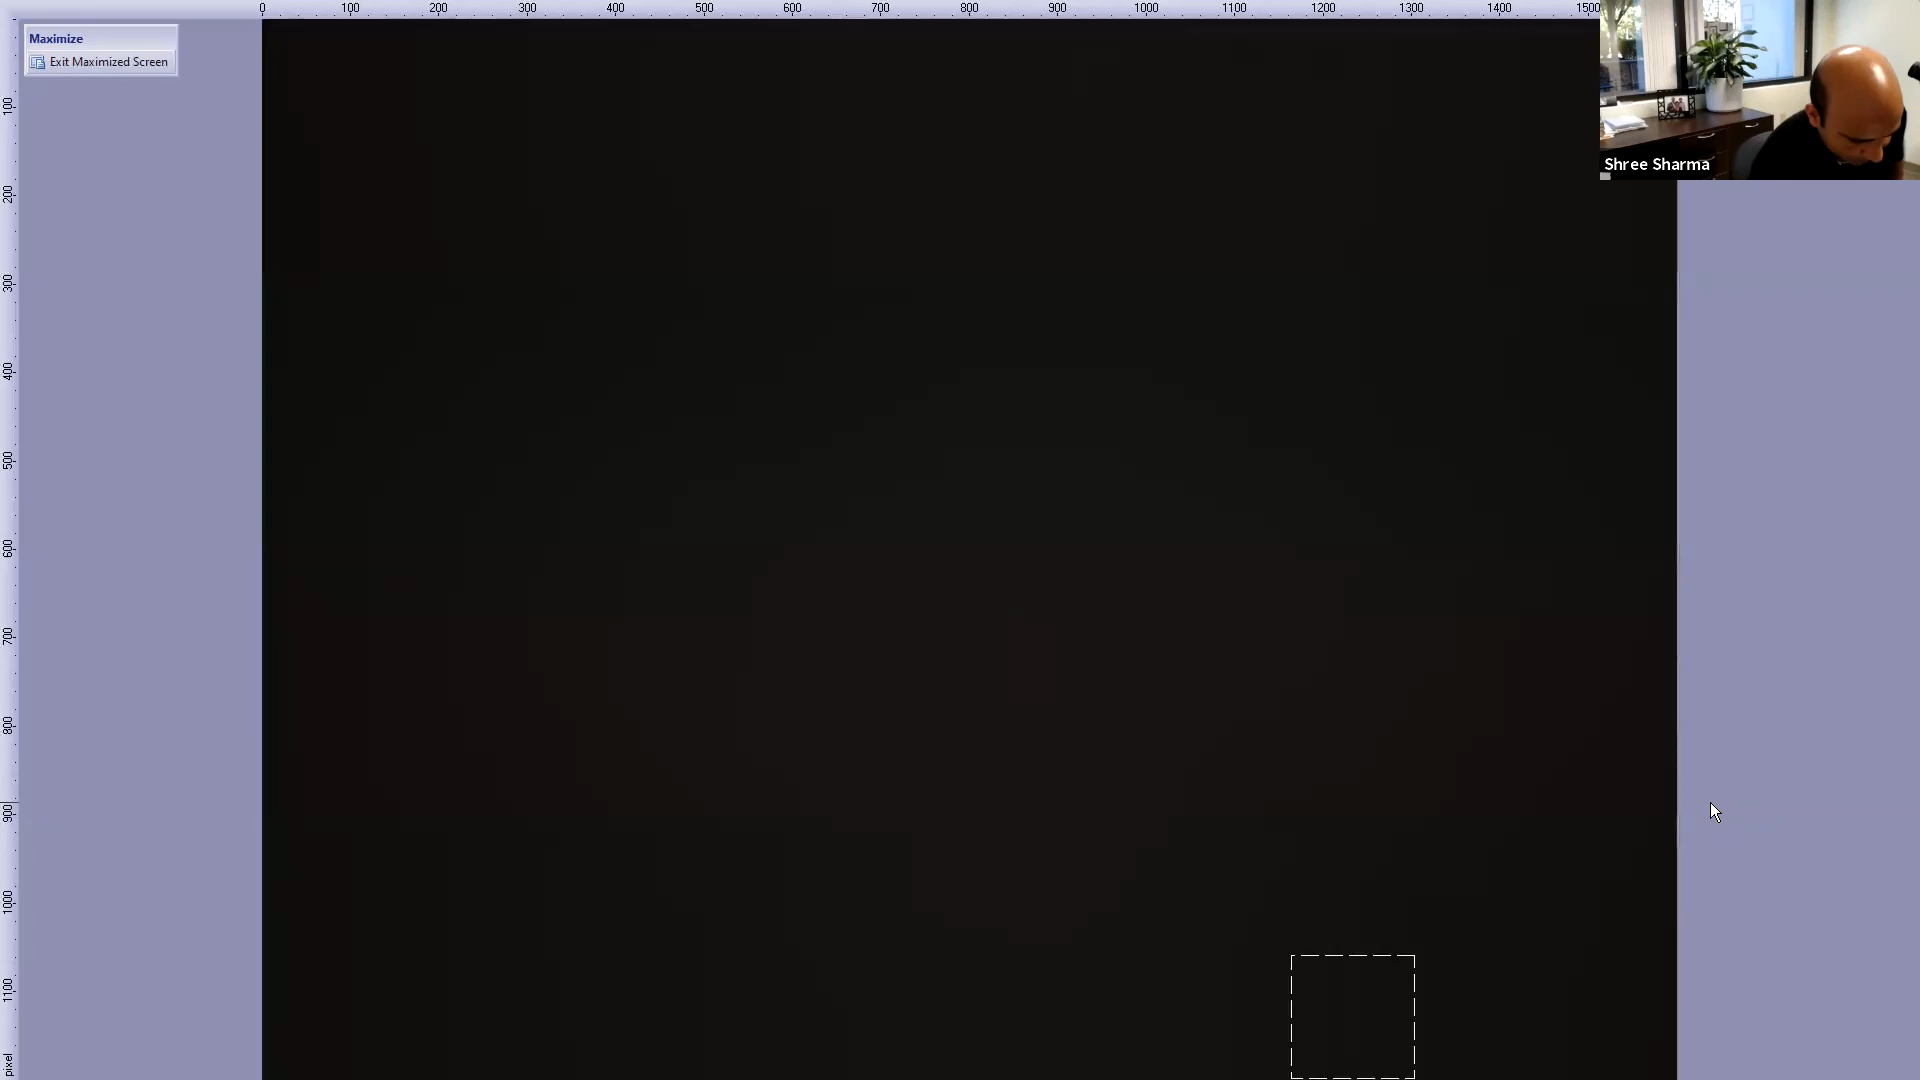 0 100 200 300 400 500 600 700 800 900 1000 1100 1200 1300 1400 1500
Maximize
Exit Maximized Screen
Shree Sharma
100
200
300
400
500
600
700
800
900
1000
1100
pixel